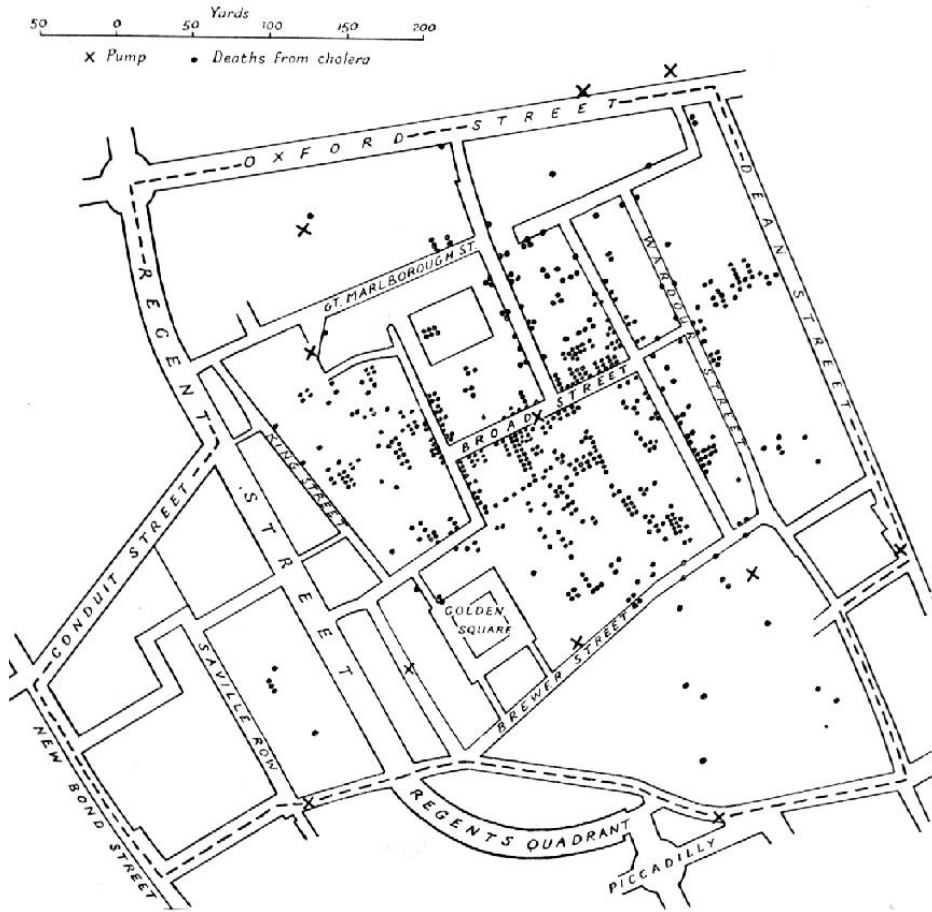 Yards
50 0 50 100 150 200
x Pump • Deaths from cholera
OXFORD STREET
DEAN STREET
WARDOUR STREET
GT. MARLBOROUGH ST.
REGENT STREET
BROAD STREET
KING STREET
CONDUIT STREET
GOLDEN
SQUARE
BREWER STREET
SAVILLE ROW
NEW BOND STREET
REGENTS QUADRANT
PICCADILLY